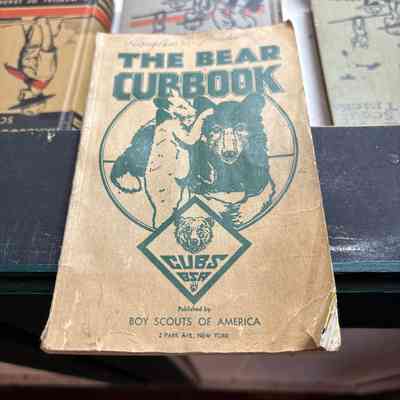 THE BEAR
CUBBOOK
CUBS
BSA
Published by
BOY SCOUTS OF AMERICA
2 PARK AVE., NEW YORK